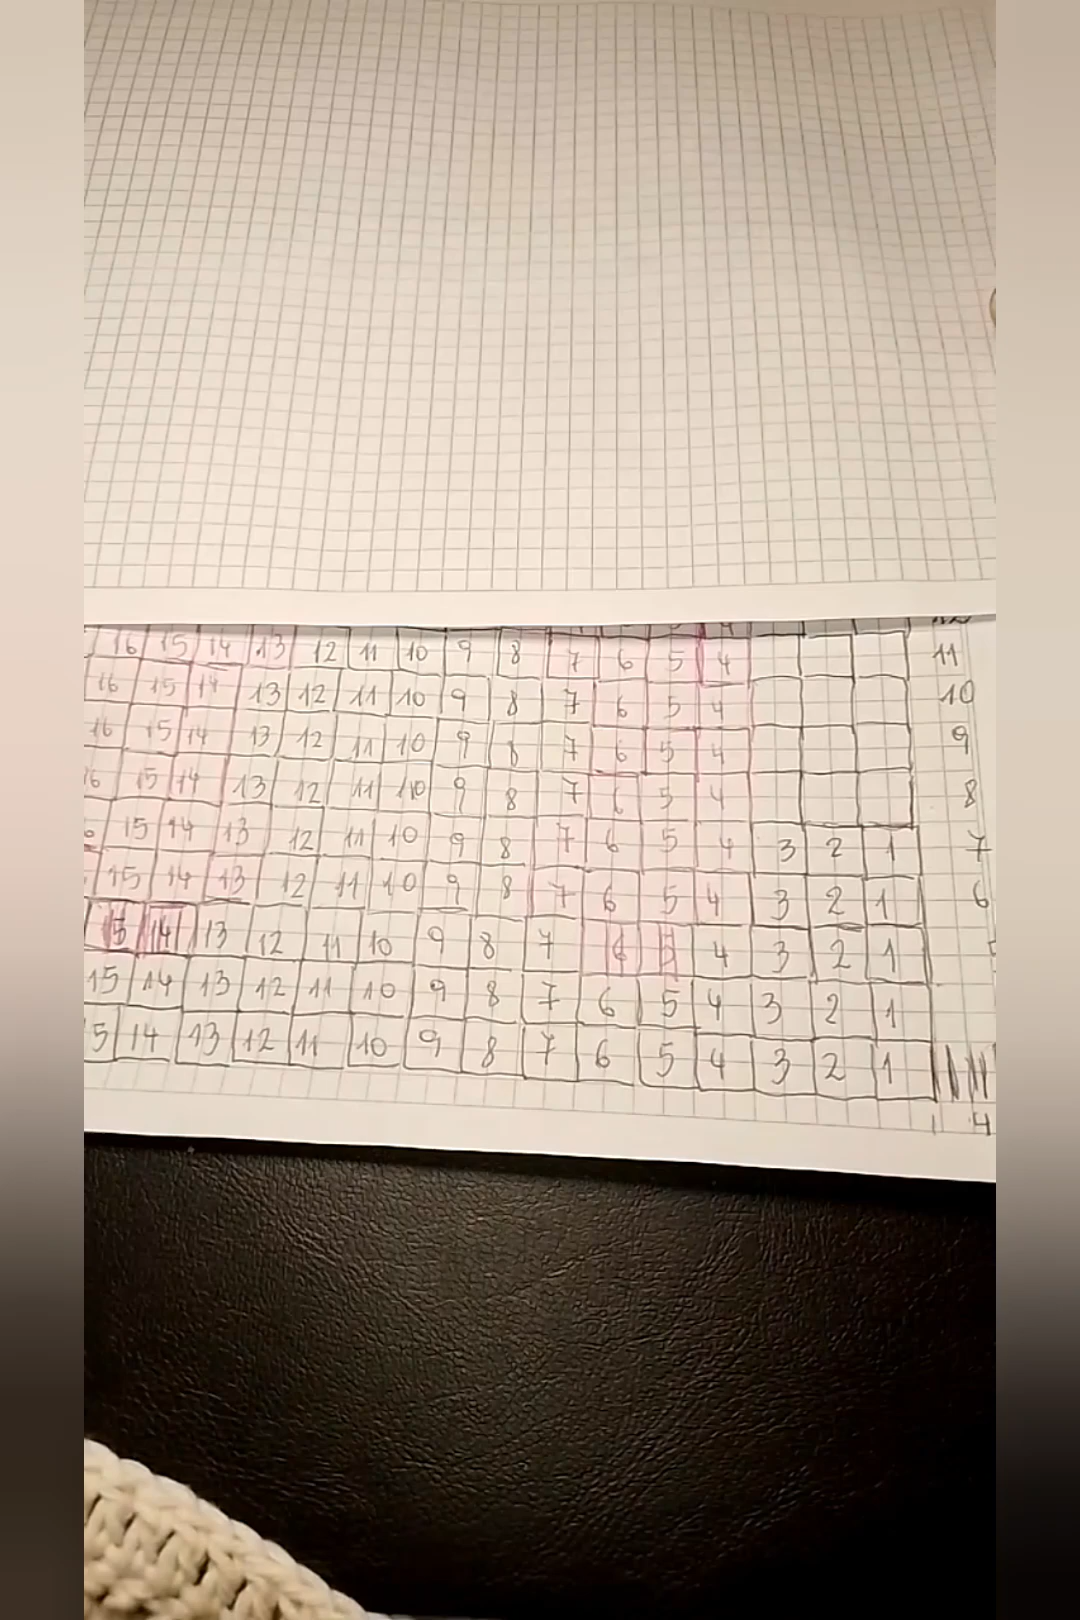 16 15 14 13 12 11 10 9 8 7 6 5 4 11
16 15 14 13 12 11 10 9 8 7 6 5 4 10
16 15 14 13 12 11 10 9 8 7 6 5 4 9
16 15 14 13 12 11 10 9 8 7 6 5 4 8
15 14 13 12 11 10 9 8 7 6 5 4 3 2 1 7
15 14 13 12 11 10 9 8 7 6 5 4 3 2 1 6
15 14 13 12 11 10 9 8 7 6 5 4 3 2 1
15 14 13 12 11 10 9 8 7 6 5 4 3 2 1
5 14 13 12 11 10 9 8 7 6 5 4 3 2 1
1 4